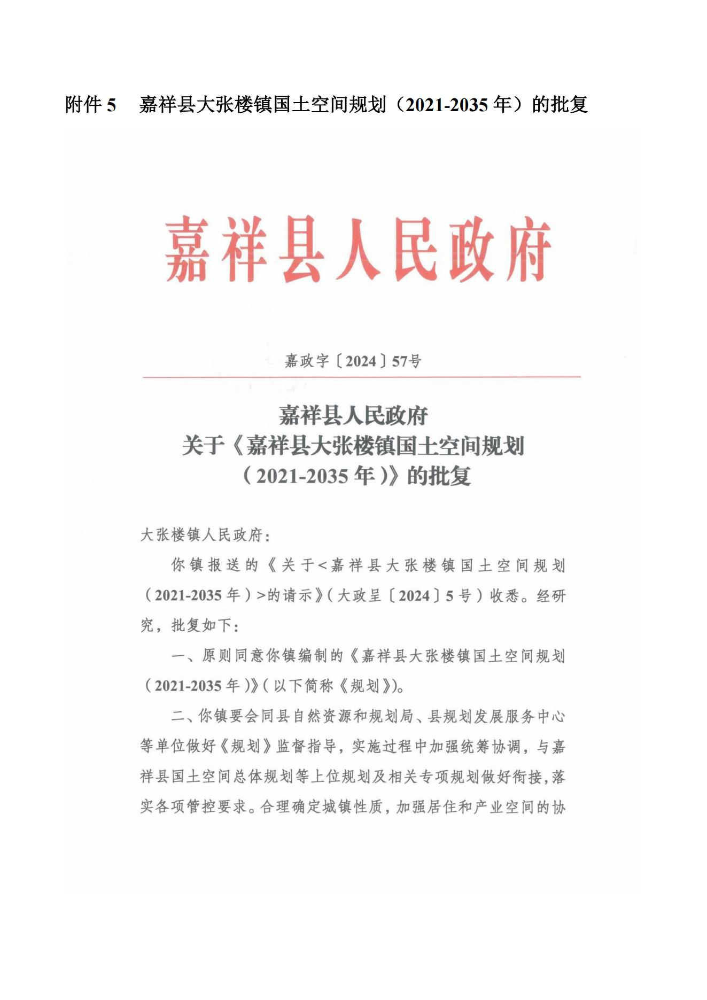 附件 5 嘉祥县大张楼镇国土空间规划（2021-2035 年）的批复
嘉祥县人民政府
嘉政字〔2024〕57号
嘉祥县人民政府
关于《嘉祥县大张楼镇国土空间规划
（2021-2035 年）》的批复
大张楼镇人民政府：
你镇报送的《关于<嘉祥县大张楼镇国土空间规划
（2021-2035 年）>的请示》（大政呈〔2024〕5 号）收悉。经研
究，批复如下：
一、原则同意你镇编制的《嘉祥县大张楼镇国土空间规划
（2021-2035 年）》（以下简称《规划》）。
二、你镇要会同县自然资源和规划局、县规划发展服务中心
等单位做好《规划》监督指导，实施过程中加强统筹协调，与嘉
祥县国土空间总体规划等上位规划及相关专项规划做好衔接，落
实各项管控要求。合理确定城镇性质，加强居住和产业空间的协